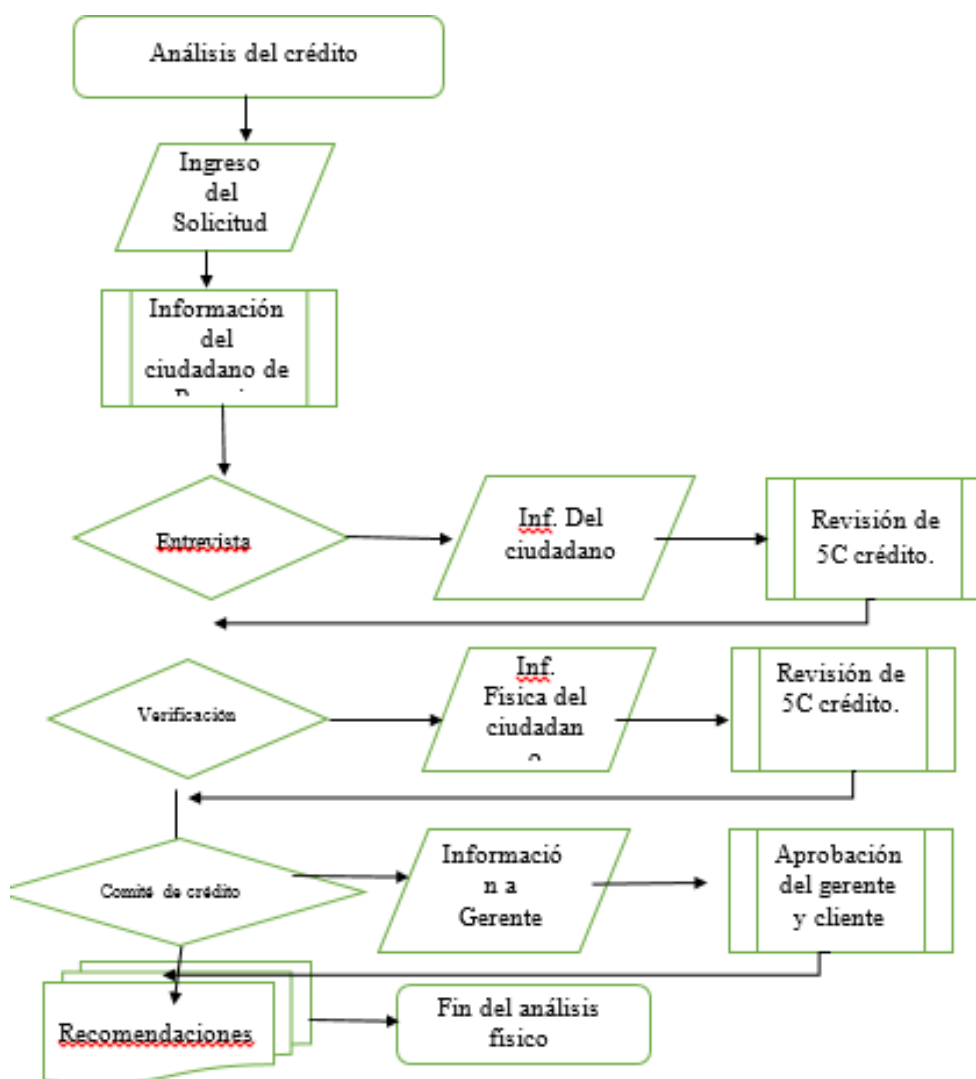 Análisis del crédito
Ingreso
del
Solicitud
Información
del
ciudadano de
Entrevista
Inf. Del
ciudadano
Revisión de
5C crédito.
Verificación
Inf.
Fisica del
ciudadan
Revisión de
5C crédito.
Comité de crédito
Informació
n a
Gerente
Aprobación
del gerente
y cliente
Recomendaciones
Fin del análisis
físico